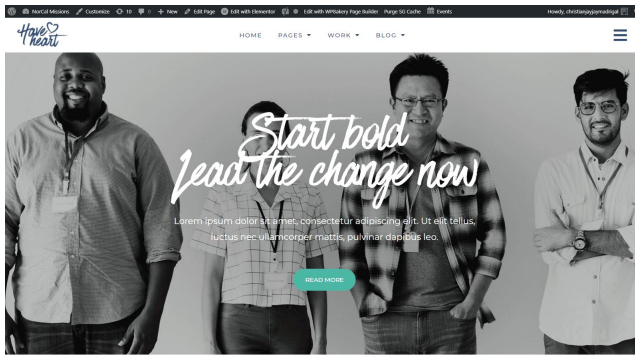 NorCal Missions Customize 10 0 New Edit Page Edit with Elementor Edit with WPBakery Page Builder Purge SG Cache Events Howdy, christianjayjaymadrigal
Have heart
HOME PAGES WORK BLOG
Start bold
Lead the change now
Lorem ipsum dolor sit amet, consectetur adipiscing elit. Ut elit tellus,
luctus nec ullamcorper mattis, pulvinar dapibus leo.
READ MORE